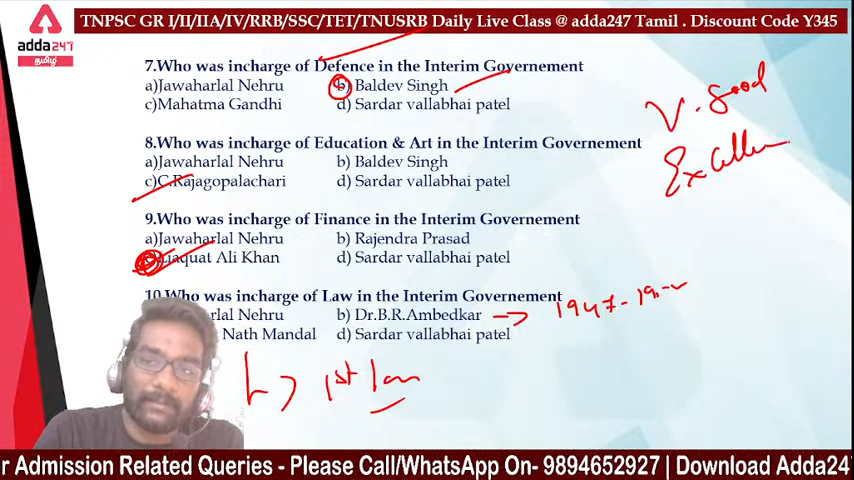 TNPSC GR I/II/IIA/IV/RRB/SSC/TET/TNUSRB Daily Live Class @ adda247 Tamil . Discount Code Y345
adda247
தமிழ்
7.Who was incharge of Defence in the Interim Governement
a)Jawaharlal Nehru b) Baldev Singh
c)Mahatma Gandhi d) Sardar vallabhai patel
V. Good
8.Who was incharge of Education & Art in the Interim Governement
a)Jawaharlal Nehru b) Baldev Singh
c)C.Rajagopalachari d) Sardar vallabhai patel
9.Who was incharge of Finance in the Interim Governement
a)Jawaharlal Nehru b) Rajendra Prasad
Liaquat Ali Khan d) Sardar vallabhai patel
10.Who was incharge of Law in the Interim Governement
rlal Nehru b) Dr.B.R.Ambedkar
Nath Mandal d) Sardar vallabhai patel
1st law
r Admission Related Queries - Please Call/WhatsApp On- 9894652927 | Download Adda247